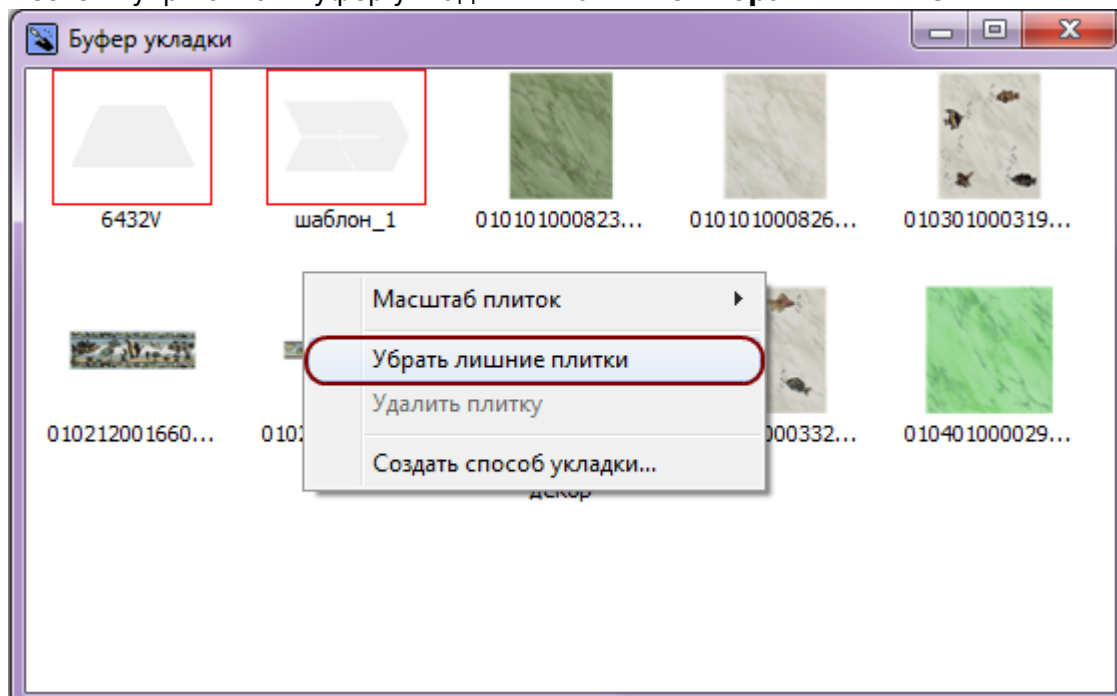 Буфер укладки
6432V
шаблон_1
010101000823...
010101000826...
010301000319...
Масштаб плиток
Убрать лишние плитки
Удалить плитку
Создать способ укладки...
010212001660...
0102
000332...
010401000029...
декор